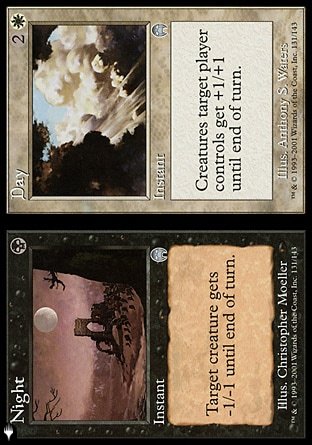 Day 2
Instant
Creatures target player
controls get +1/+1
until end of turn.
Illus. Anthony S. Waters
™ & © 1993-2001 Wizards of the Coast, Inc. 131/143
Night
Instant
Target creature gets
-1/-1 until end of turn.
Illus. Christopher Moeller
™ & © 1993-2001 Wizards of the Coast, Inc. 131/143